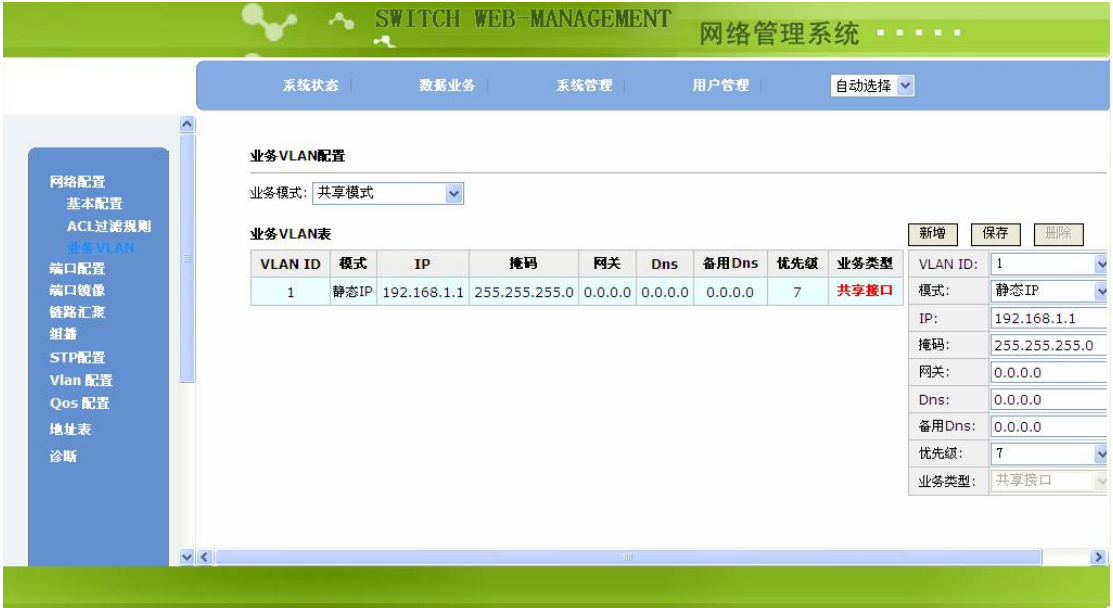 SWITCH WEB-MANAGEMENT
网络管理系统
系统状态 数据业务 系统管理 用户管理 自动选择
网络配置
基本配置
ACL过滤规则
业务VLAN
端口配置
端口镜像
链路汇聚
组播
STP配置
Vlan 配置
Qos 配置
地址表
诊断
业务VLAN配置
业务模式: 共享模式
业务VLAN表
VLAN ID 模式 IP 掩码 网关 Dns 备用Dns 优先级 业务类型
1 静态IP 192.168.1.1 255.255.255.0 0.0.0.0 0.0.0.0 0.0.0.0 7 共享接口
新增 保存 删除
VLAN ID: 1
模式: 静态IP
IP: 192.168.1.1
掩码: 255.255.255.0
网关: 0.0.0.0
Dns: 0.0.0.0
备用Dns: 0.0.0.0
优先级: 7
业务类型: 共享接口